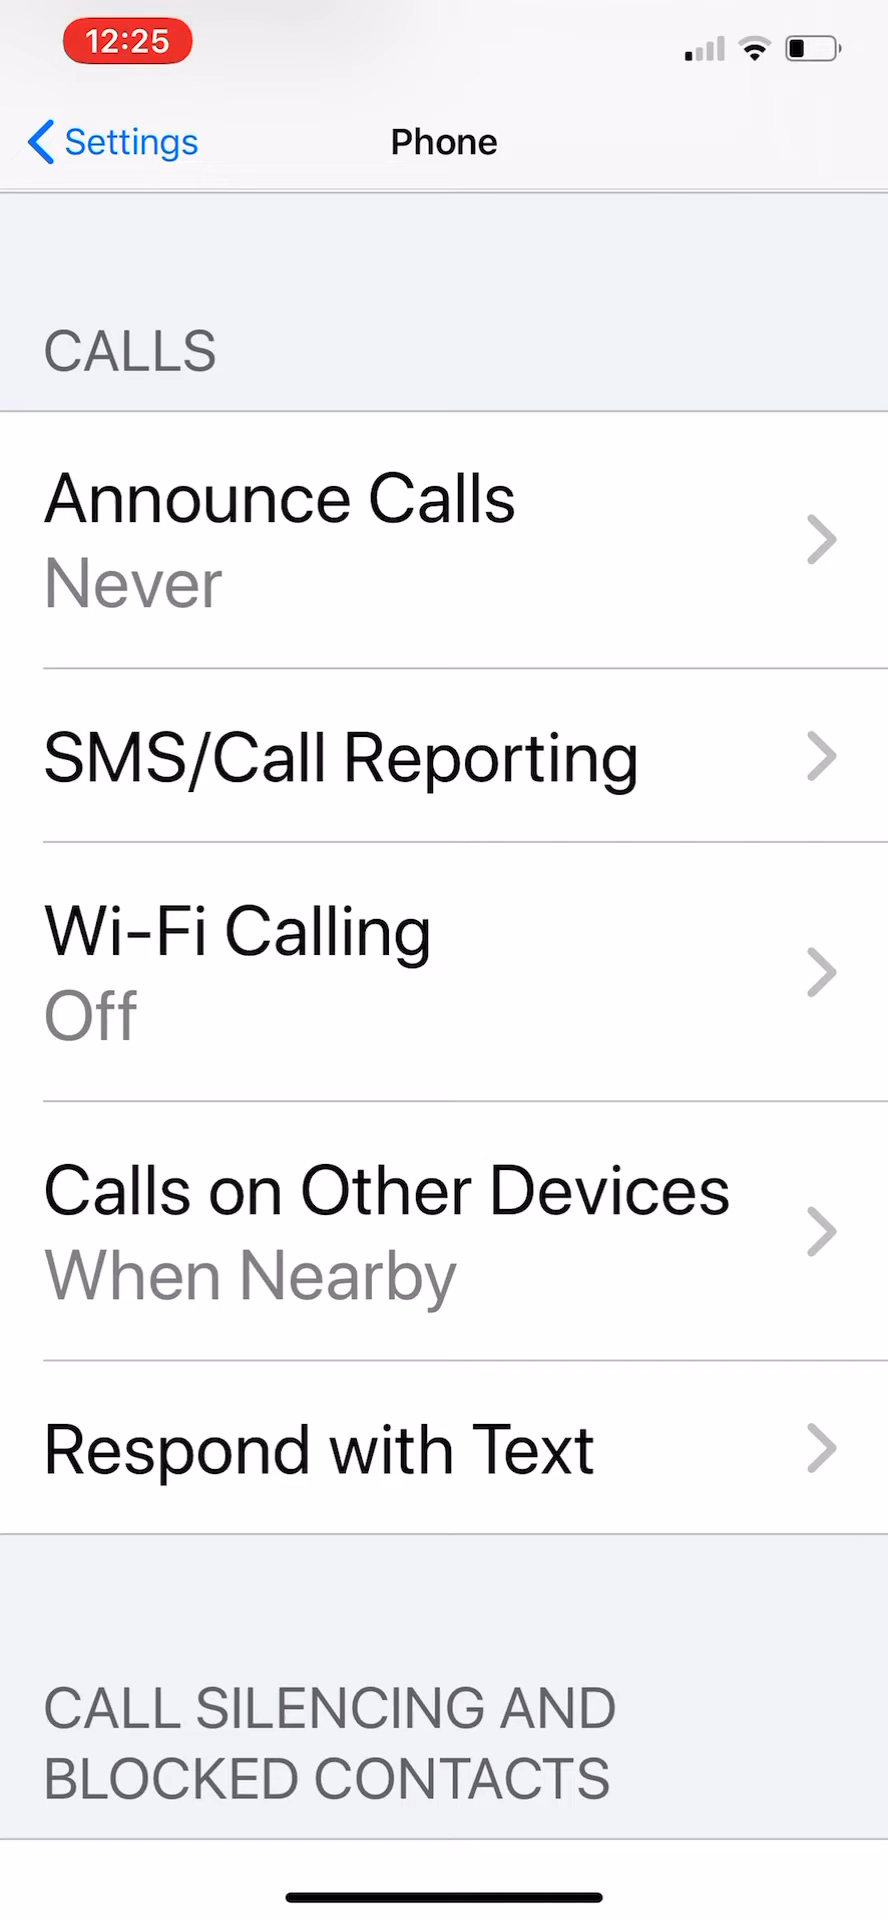 12:25
Settings
Phone
CALLS
Announce Calls
Never
SMS/Call Reporting
Wi-Fi Calling
Off
Calls on Other Devices
When Nearby
Respond with Text
CALL SILENCING AND
BLOCKED CONTACTS